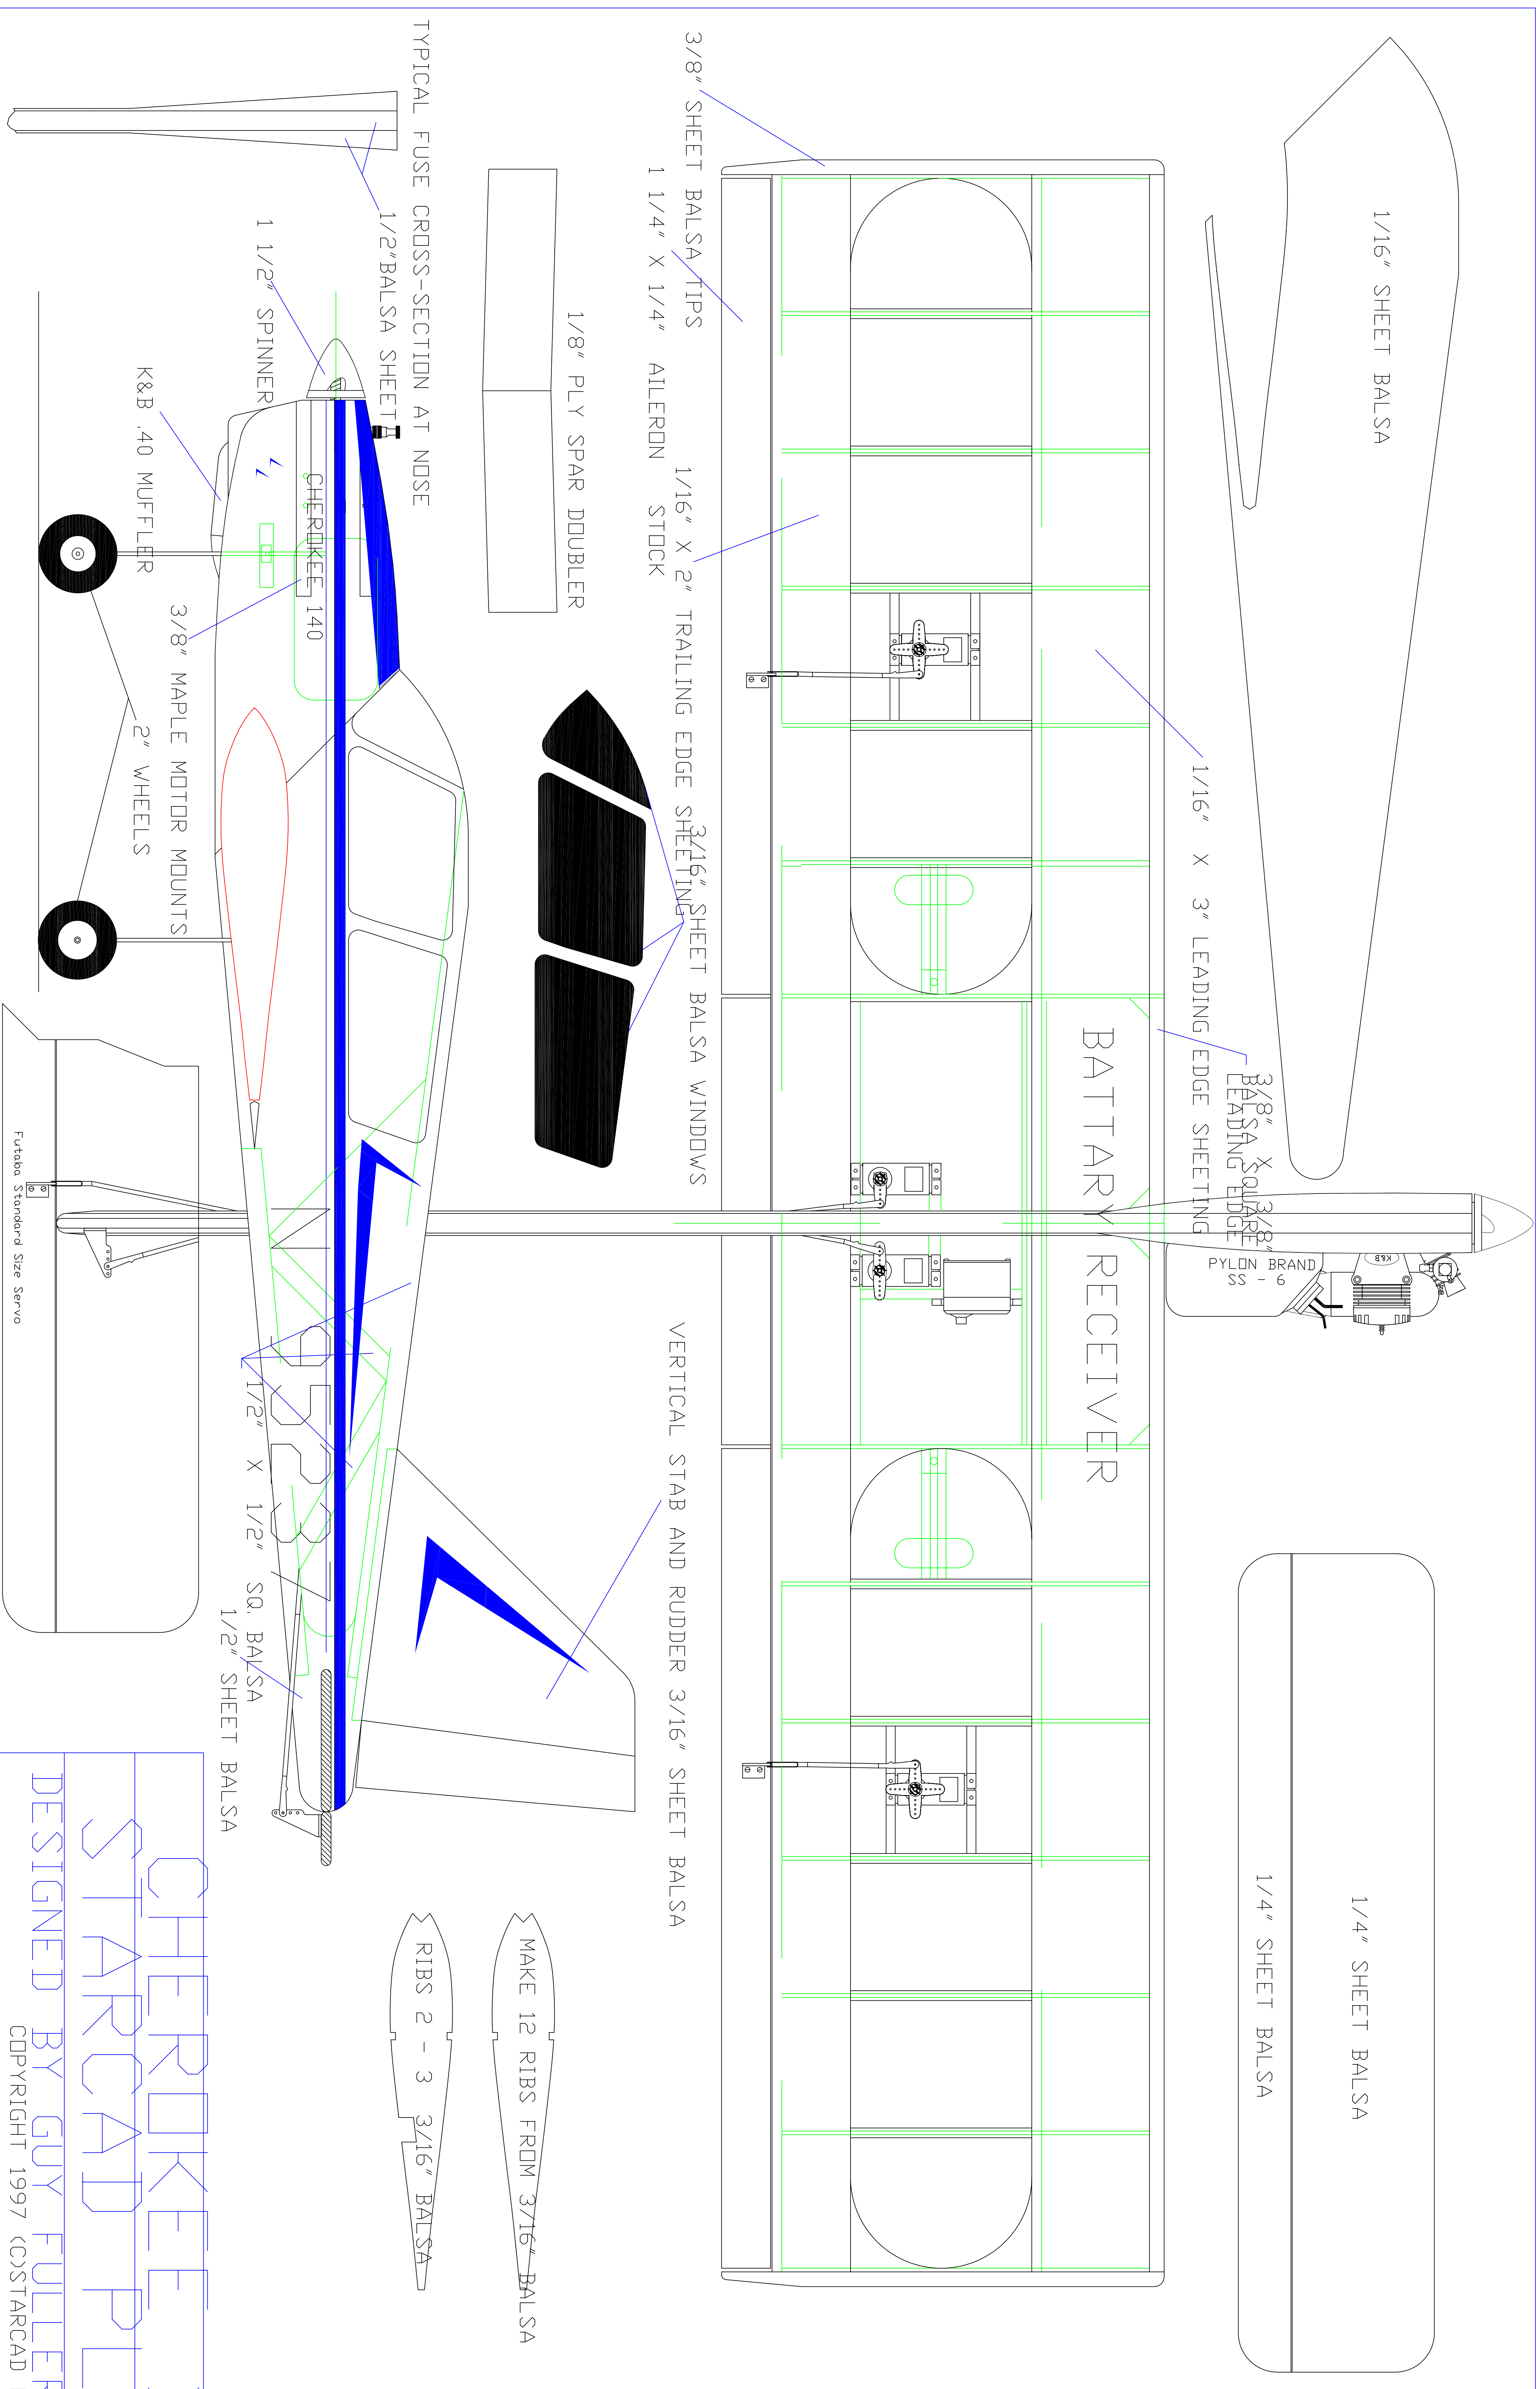 1/16" SHEET BALSA
3/8" SHEET BALSA TIPS
1 1/4" X 1/4" AILERON STOCK
1/16" X 2" TRAILING EDGE SHEETING
1/16" X 3" LEADING EDGE SHEETING
3/8" X 3/8"
BALSA SQUARE
LEADING EDGE
BATTARY RECEIVER
PYLON BRAND
SS - 6
K&B
1/4" SHEET BALSA
1/4" SHEET BALSA
3/16" SHEET BALSA WINDOWS
VERTICAL STAB AND RUDDER 3/16" SHEET BALSA
1/8" PLY SPAR DOUBLER
TYPICAL FUSE CROSS-SECTION AT NOSE
1/2"BALSA SHEET
1 1/2" SPINNER
CHEROKEE 140
K&B .40 MUFFLER
3/8" MAPLE MOTOR MOUNTS
2" WHEELS
1/2" X 1/2" SQ. BALSA
1/2" SHEET BALSA
MAKE 12 RIBS FROM 3/16" BALSA
RIBS 2 - 3 3/16" BALSA
Futaba Standard Size Servo
CHEROKEE
STARCAD
DESIGNED BY GUY FULLER
COPYRIGHT 1997 (C)STARCAD